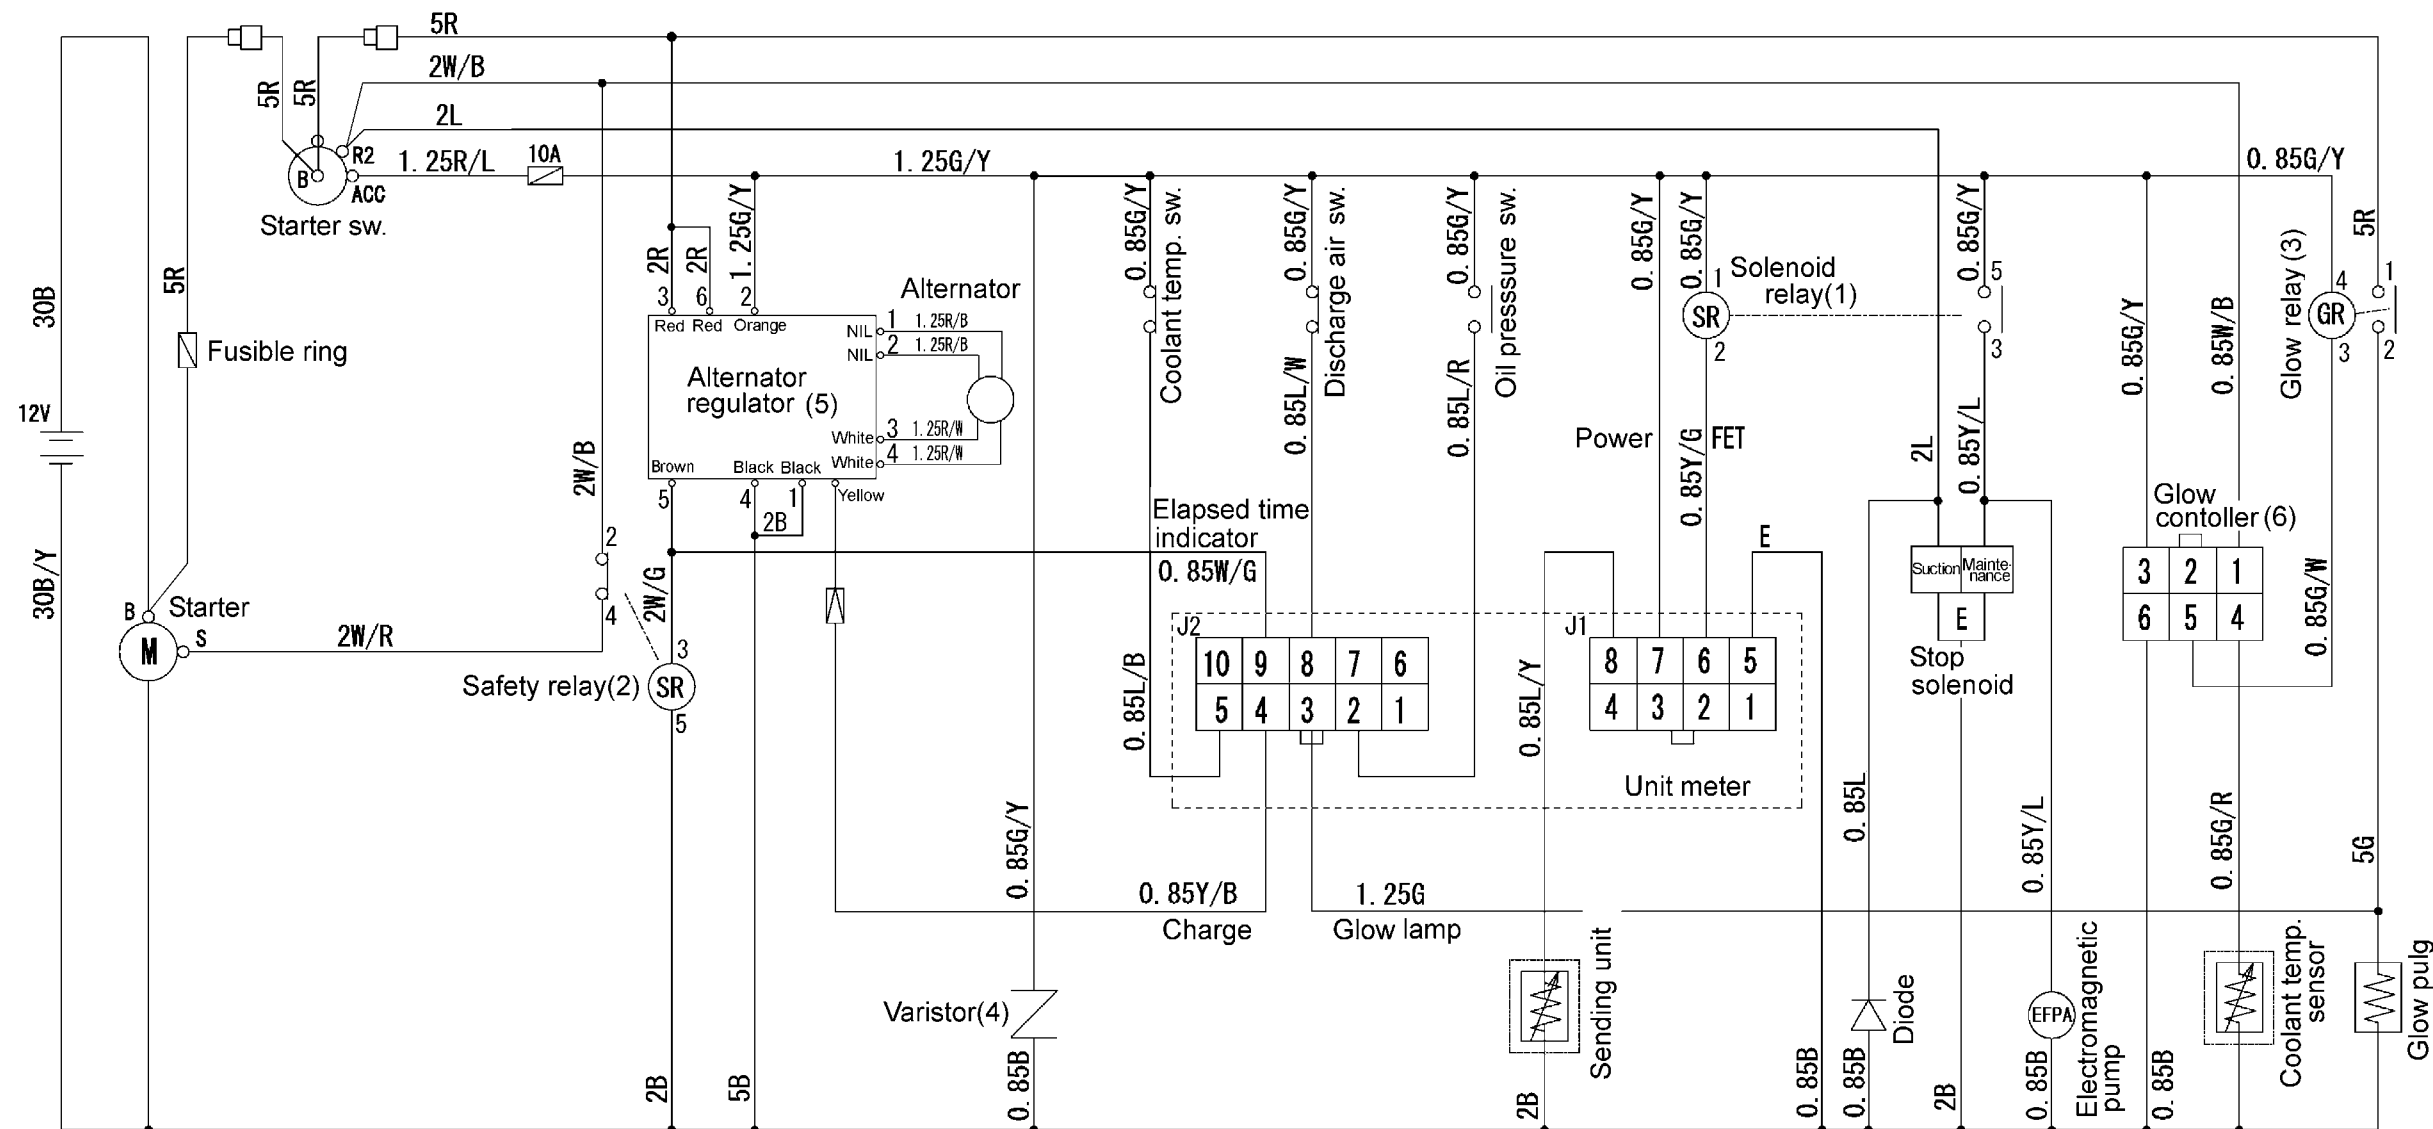 5R
2W/B
5R
5R
2L
R2
10A
1. 25R/L
1. 25G/Y
0. 85G/Y
B
ACC
Starter sw.
5R
30B
Fusible ring
12V
30B/Y
B
Starter
M
S
2W/R
2W/B
2
4
2R
2R
1. 25G/Y
3
6
2
Red
Red
Orange
Alternator
NIL
1
1. 25R/B
NIL
2
1. 25R/B
Alternator
regulator (5)
White
3
1. 25R/W
White
4
1. 25R/W
Brown
Black
Black
Yellow
5
4
1
2B
2W/G
3
Safety relay(2)
SR
5
2B
5B
0. 85G/Y
Coolant temp. sw.
0. 85G/Y
Discharge air sw.
0. 85G/Y
Oil presssure sw.
0. 85L/W
0. 85L/R
Elapsed time
indicator
0. 85W/G
0. 85L/B
J2
10
9
8
7
6
5
4
3
2
1
0. 85G/Y
0. 85Y/B
Charge
1. 25G
Glow lamp
Varistor(4)
0. 85B
0. 85G/Y
0. 85G/Y
1
Solenoid
relay(1)
SR
2
Power
0. 85Y/G
FET
E
J1
8
7
6
5
4
3
2
1
0. 85L/Y
Unit meter
Sending unit
2B
0. 85B
0. 85G/Y
5
3
2L
0. 85Y/L
Suction
Mainte-
nance
E
Stop
solenoid
0. 85L
0. 85Y/L
Diode
0. 85B
2B
EFPA
0. 85B
Electromagnetic
pump
0. 85G/Y
0. 85W/B
Glow
contoller (6)
3
2
1
6
5
4
Glow relay (3)
4
GR
3
5R
1
2
0. 85G/W
0. 85G/R
5G
0. 85B
Coolant temp.
sensor
Glow pulg